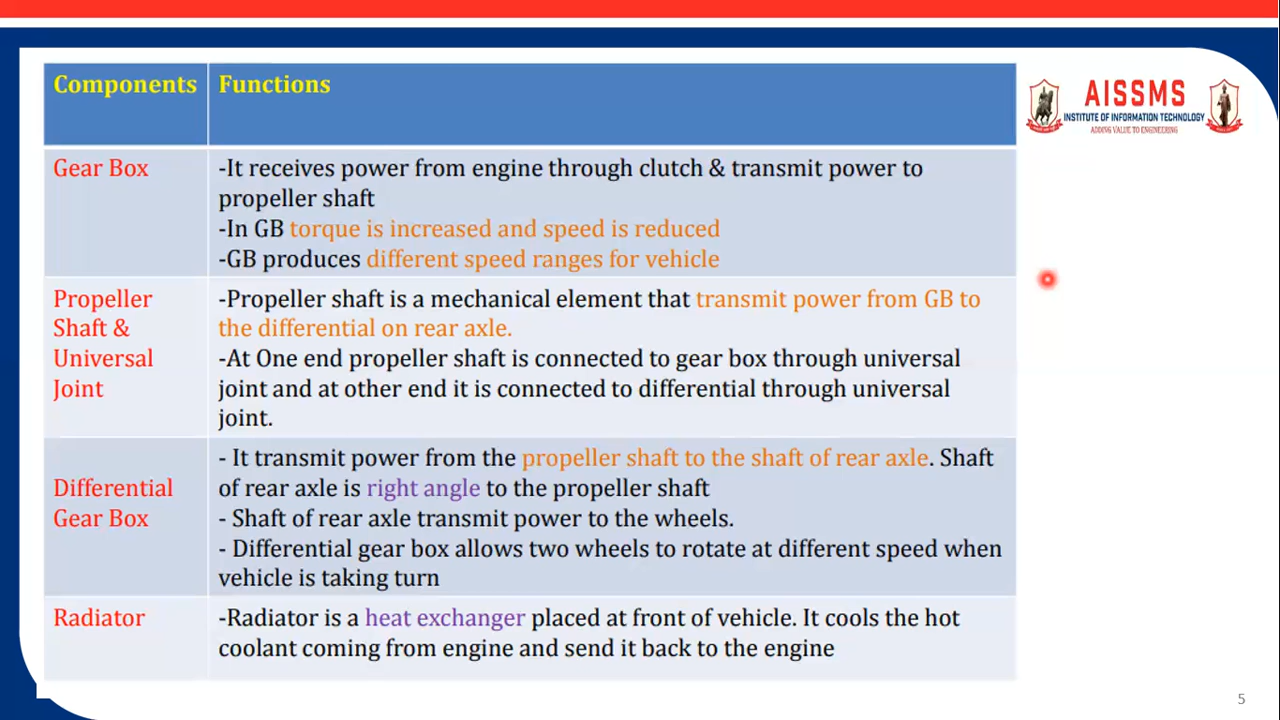 Components Functions
AISSMS
INSTITUTE OF INFORMATION TECHNOLOGY
ADDING VALUE TO ENGINEERING
Gear Box
-It receives power from engine through clutch & transmit power to
propeller shaft
-In GB torque is increased and speed is reduced
-GB produces different speed ranges for vehicle
Propeller
Shaft &
Universal
Joint
-Propeller shaft is a mechanical element that transmit power from GB to
the differential on rear axle.
-At One end propeller shaft is connected to gear box through universal
joint and at other end it is connected to differential through universal
joint.
Differential
Gear Box
- It transmit power from the propeller shaft to the shaft of rear axle. Shaft
of rear axle is right angle to the propeller shaft
- Shaft of rear axle transmit power to the wheels.
- Differential gear box allows two wheels to rotate at different speed when
vehicle is taking turn
Radiator
-Radiator is a heat exchanger placed at front of vehicle. It cools the hot
coolant coming from engine and send it back to the engine
5